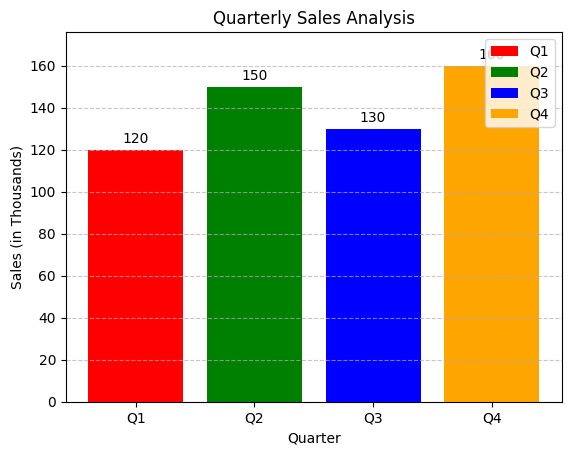 Quarterly Sales Analysis
Sales (in Thousands)
160
140
120
100
80
60
40
20
0
120
150
130
160
Q1
Q2
Q3
Q4
Q1
Q2
Q3
Q4
Quarter